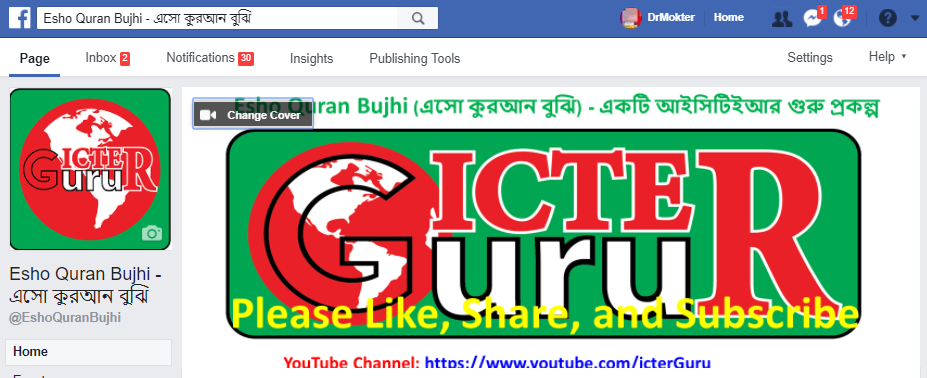 Esho Quran Bujhi - এসো কুরআন বুঝি
DrMokter
Home
1
12
Page
Inbox 2
Notifications 30
Insights
Publishing Tools
Settings
Help
Esho Quran Bujhi (এসো কুরআন বুঝি) - একটি আইসিটিইআর গুরু প্রকল্প
Change Cover
ICTER
GuruR
ICTE
GuruR
Please Like, Share, and Subscribe
YouTube Channel: https://www.youtube.com/icterGuru
Esho Quran Bujhi -
এসো কুরআন বুঝি
@EshoQuranBujhi
Home